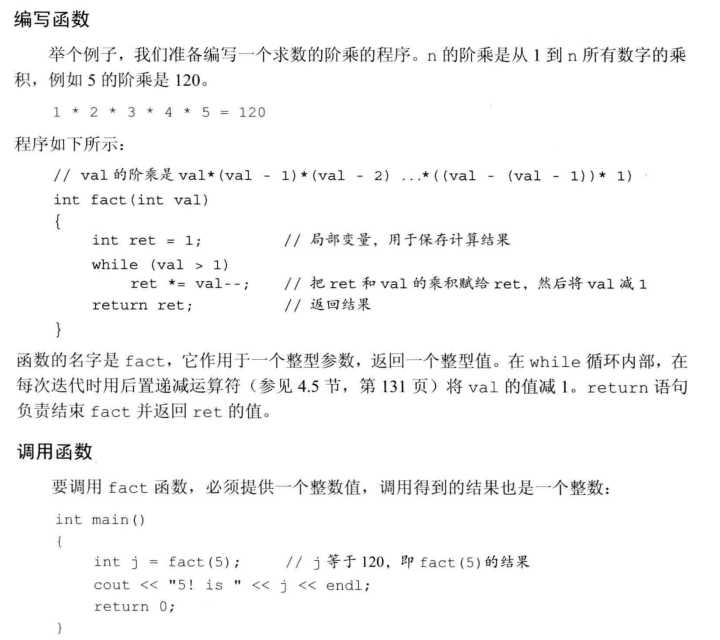 编写函数
举个例子，我们准备编写一个求数的阶乘的程序。n 的阶乘是从 1 到 n 所有数字的乘
积，例如 5 的阶乘是 120。
1 * 2 * 3 * 4 * 5 = 120
程序如下所示：
// val 的阶乘是 val*(val - 1)*(val - 2) ...*((val - (val - 1))* 1)
int fact(int val)
{
    int ret = 1;          // 局部变量，用于保存计算结果
    while (val > 1)
        ret *= val--;    // 把 ret 和 val 的乘积赋给 ret，然后将 val 减 1
    return ret;          // 返回结果
}
函数的名字是 fact，它作用于一个整型参数，返回一个整型值。在 while 循环内部，在
每次迭代时用后置递减运算符（参见 4.5 节，第 131 页）将 val 的值减 1。return 语句
负责结束 fact 并返回 ret 的值。
调用函数
要调用 fact 函数，必须提供一个整数值，调用得到的结果也是一个整数：
int main()
{
    int j = fact(5);     // j 等于 120，即 fact(5) 的结果
    cout << "5! is " << j << endl;
    return 0;
}